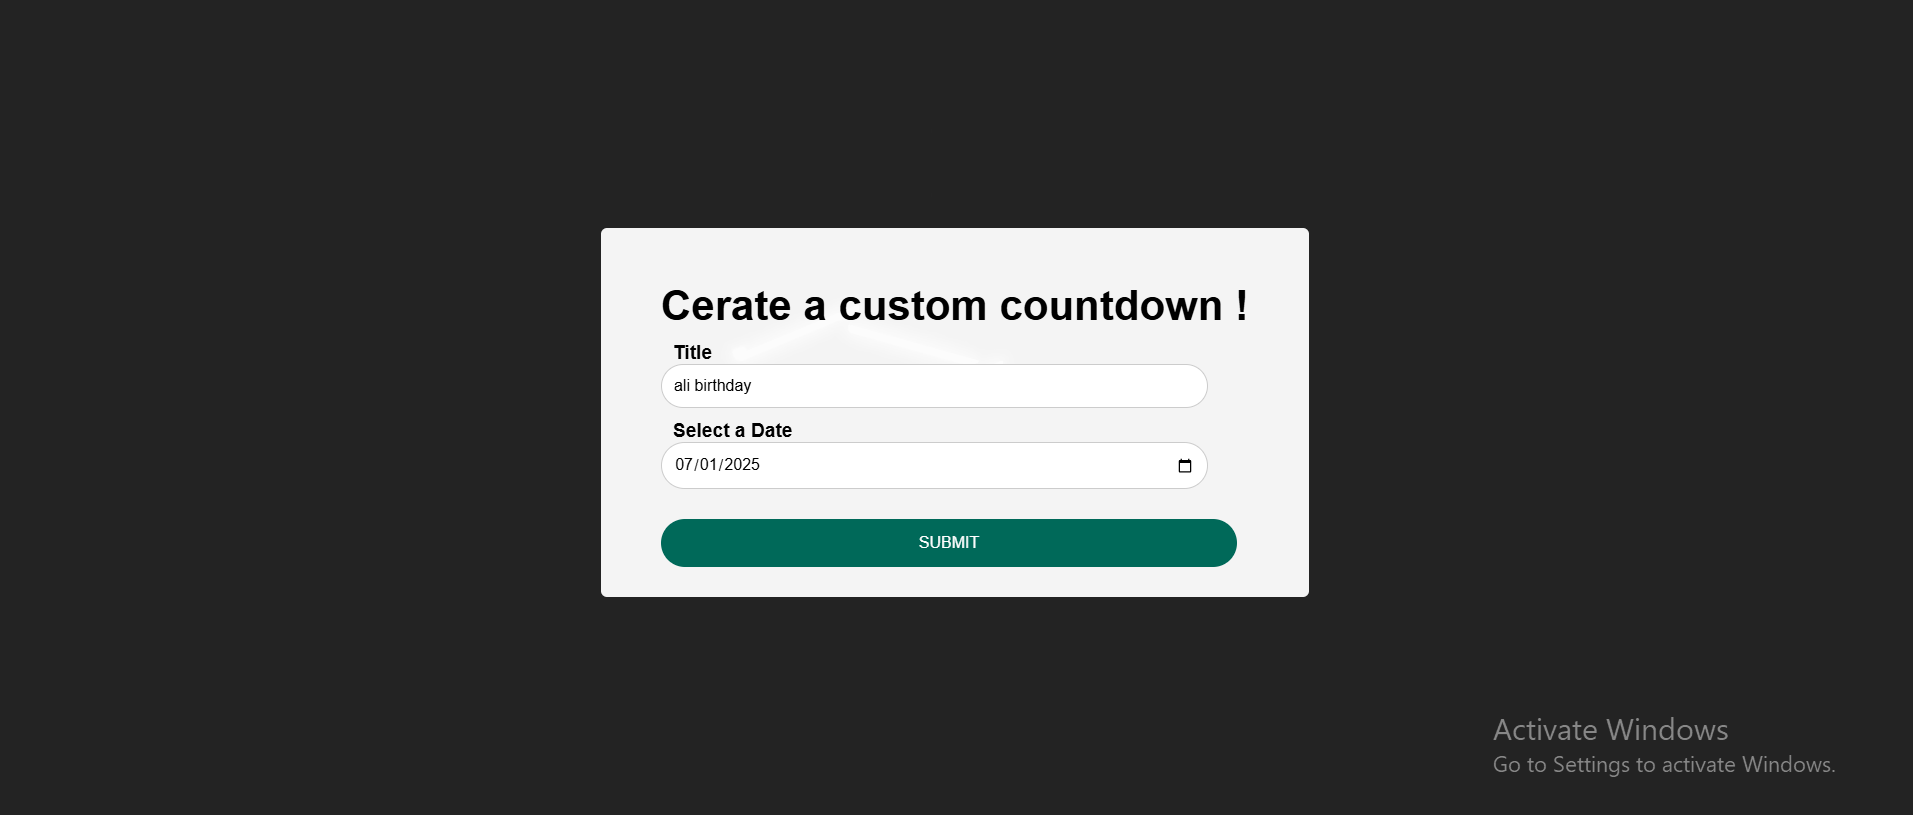 Cerate a custom countdown !
Title
ali birthday
Select a Date
07/01/2025
SUBMIT
Activate Windows
Go to Settings to activate Windows.